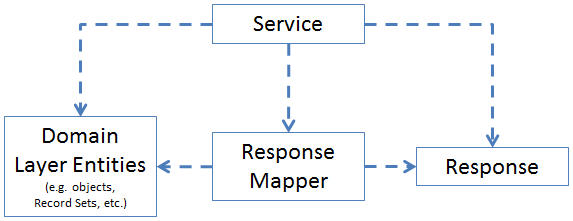 Service
Domain
Layer Entities
(e.g. objects,
Record Sets, etc.)
Response
Mapper
Response